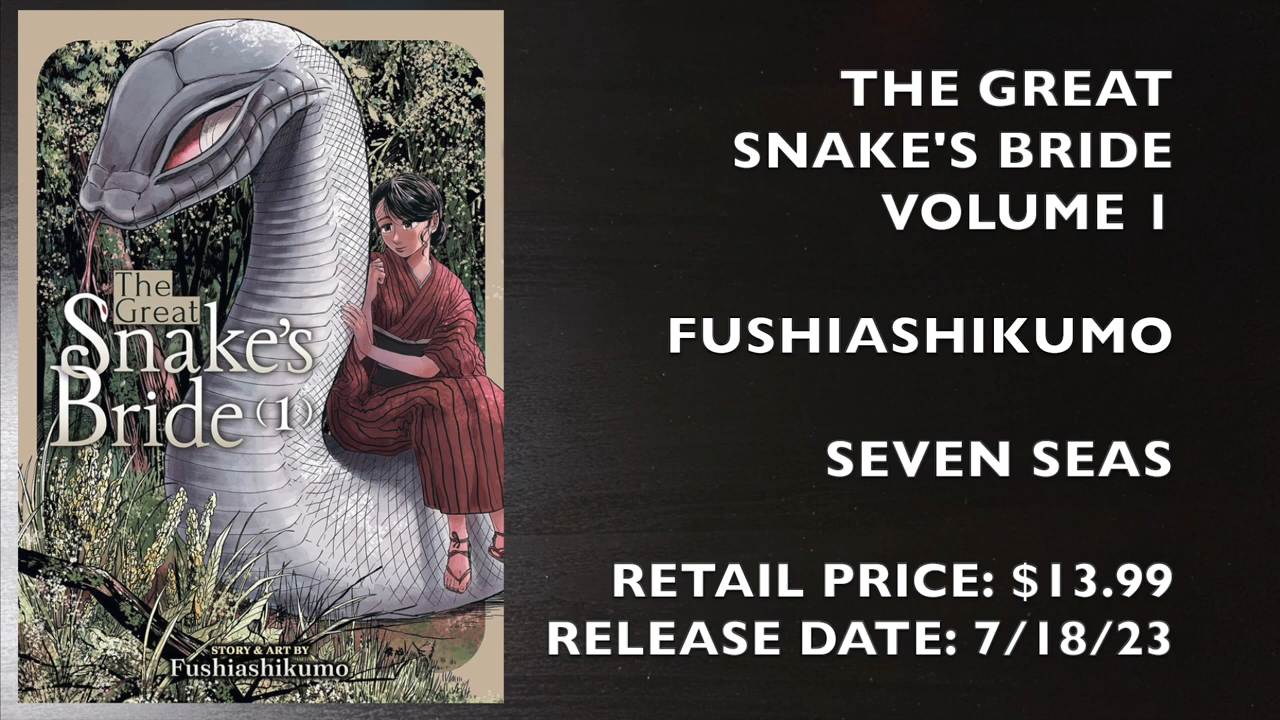 The
Great
Snake's
Bride (1)
STORY & ART BY
Fushiashikumo
THE GREAT
SNAKE'S BRIDE
VOLUME 1
FUSHIASHIKUMO
SEVEN SEAS
RETAIL PRICE: $13.99
RELEASE DATE: 7/18/23